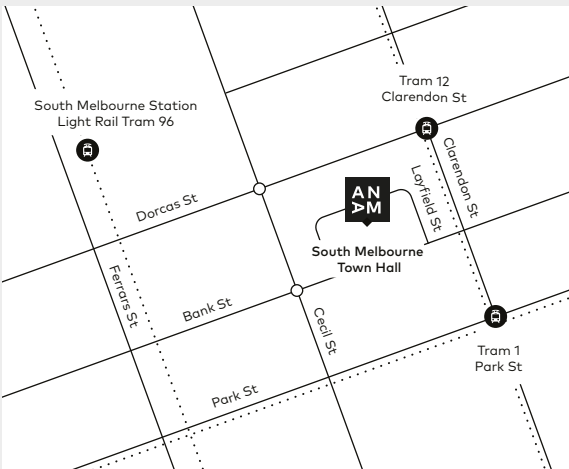 Tram 12
Clarendon St
South Melbourne Station
Light Rail Tram 96
Clarendon St
Layfield St
AN
AM
Dorcas St
South Melbourne
Town Hall
Ferrars St
Bank St
Cecil St
Tram 1
Park St
Park St